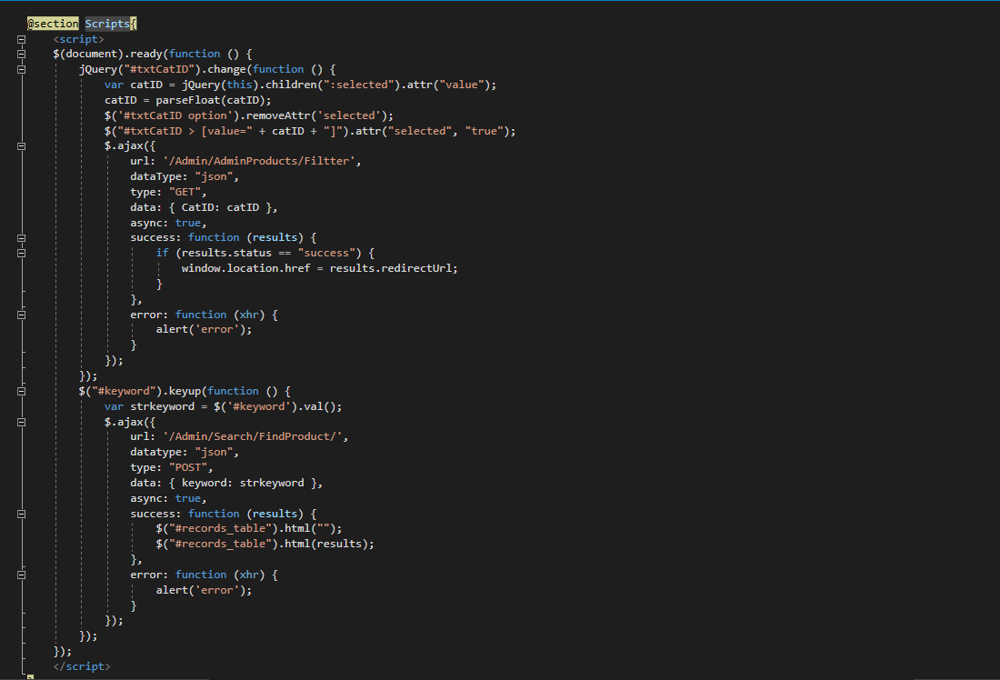 @section Scripts{
<script>
$(document).ready(function () {
jQuery("#txtCatID").change(function () {
var catID = jQuery(this).children(":selected").attr("value");
catID = parseFloat(catID);
$('#txtCatID option').removeAttr('selected');
$("#txtCatID > [value=" + catID + "]").attr("selected", "true");
$.ajax({
url: '/Admin/AdminProducts/Filtter',
dataType: "json",
type: "GET",
data: { CatID: catID },
async: true,
success: function (results) {
if (results.status == "success") {
window.location.href = results.redirectUrl;
}
},
error: function (xhr) {
alert('error');
}
});
});
$("#keyword").keyup(function () {
var strkeyword = $('#keyword').val();
$.ajax({
url: '/Admin/Search/FindProduct/',
datatype: "json",
type: "POST",
data: { keyword: strkeyword },
async: true,
success: function (results) {
$("#records_table").html("");
$("#records_table").html(results);
},
error: function (xhr) {
alert('error');
}
});
});
});
</script>